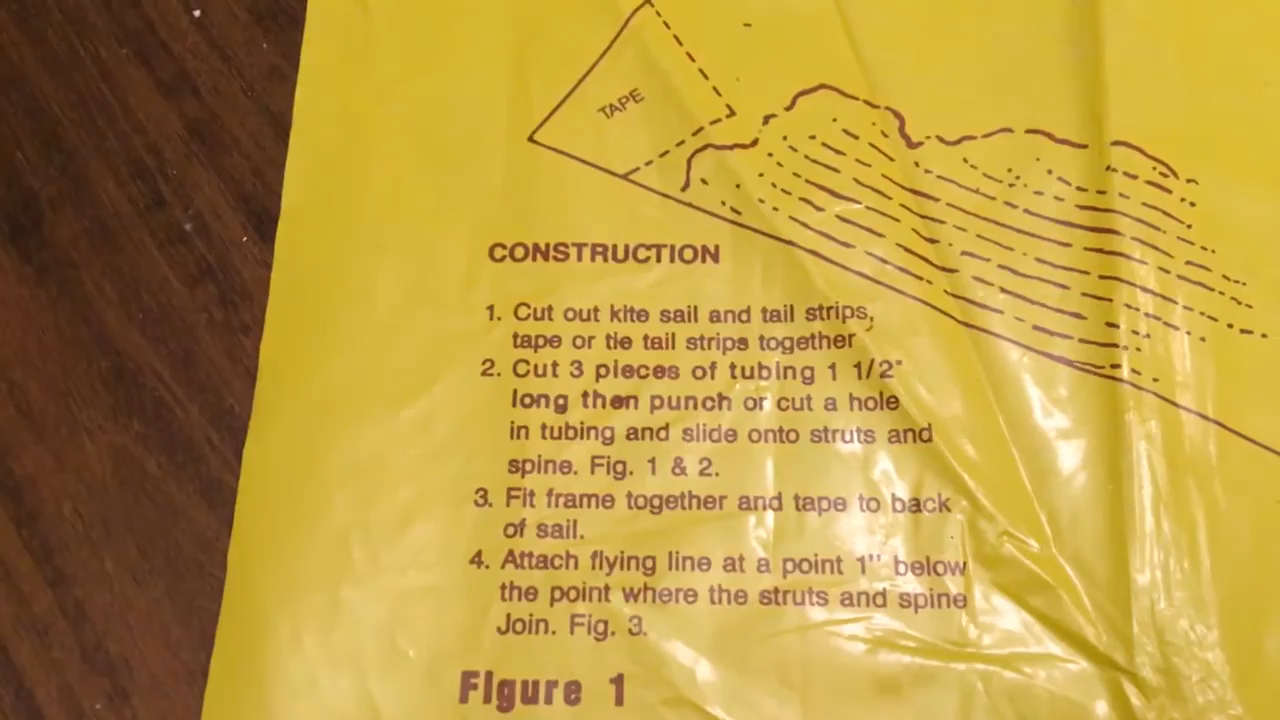 TAPE
CONSTRUCTION
1. Cut out kite sail and tail strips,
tape or tie tail strips together
2. Cut 3 pieces of tubing 1 1/2"
long then punch or cut a hole
in tubing and slide onto struts and
spine. Fig. 1 & 2.
3. Fit frame together and tape to back
of sail.
4. Attach flying line at a point 1" below
the point where the struts and spine
Join. Fig. 3.
Figure 1